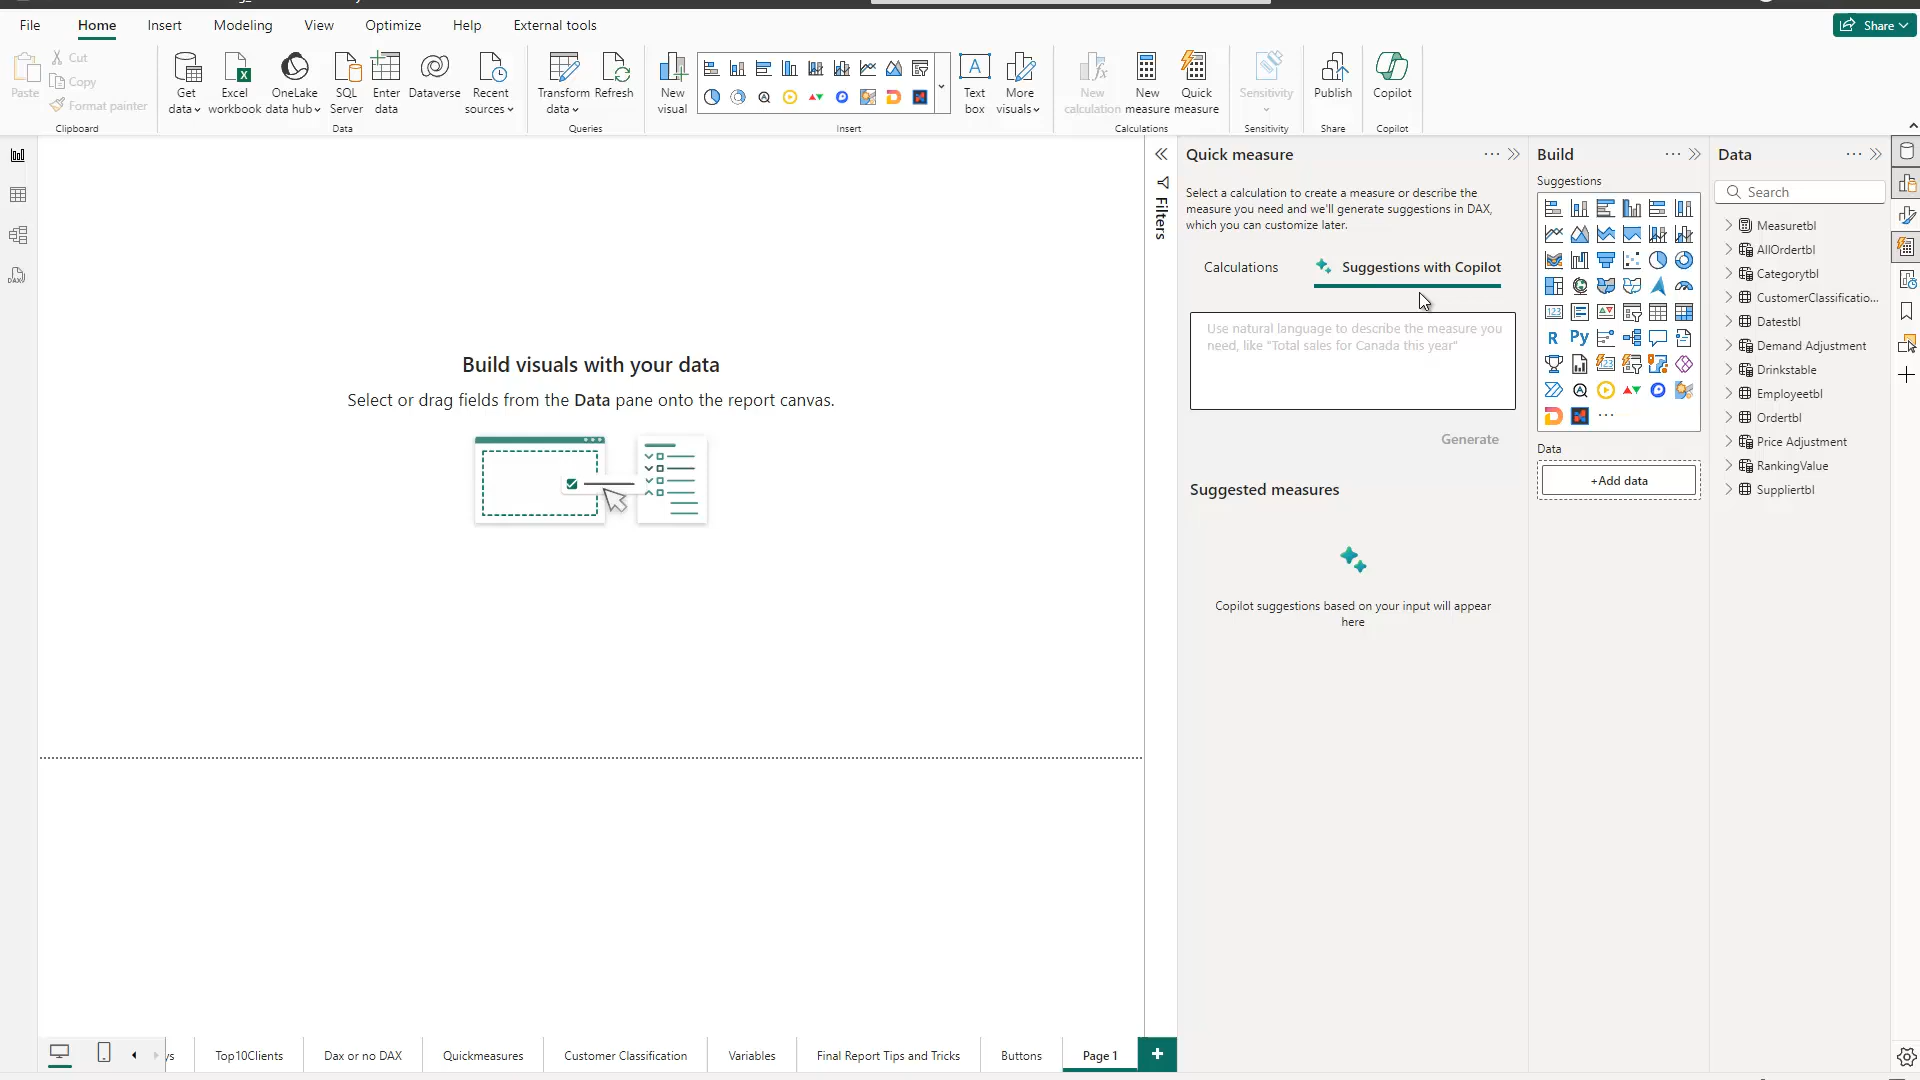 File
Home
Insert
Modeling
View
Optimize
Help
External tools
Share
Paste
Cut
Copy
Format painter
Clipboard
Get
data
Excel
workbook
OneLake
data hub
SQL
Server
Enter
data
Dataverse
Recent
sources
Data
Transform
data
Refresh
Queries
New
visual
Text
box
More
visuals
Insert
New
calculation
New
measure
Quick
measure
Calculations
Sensitivity
Sensitivity
Publish
Share
Copilot
Copilot
Build visuals with your data
Select or drag fields from the Data pane onto the report canvas.
Filters
Quick measure
Select a calculation to create a measure or describe the
measure you need and we'll generate suggestions in DAX,
which you can customize later.
Calculations
Suggestions with Copilot
Use natural language to describe the measure you
need, like "Total sales for Canada this year"
Generate
Suggested measures
Copilot suggestions based on your input will appear
here
Build
Suggestions
R
Py
Data
+Add data
Data
Search
Measuretbl
AllOrdertbl
Categorytbl
CustomerClassificatio...
Datestbl
Demand Adjustment
Drinkstable
Employeetbl
Ordertbl
Price Adjustment
RankingValue
Suppliertbl
Top10Clients
Dax or no DAX
Quickmeasures
Customer Classification
Variables
Final Report Tips and Tricks
Buttons
Page 1